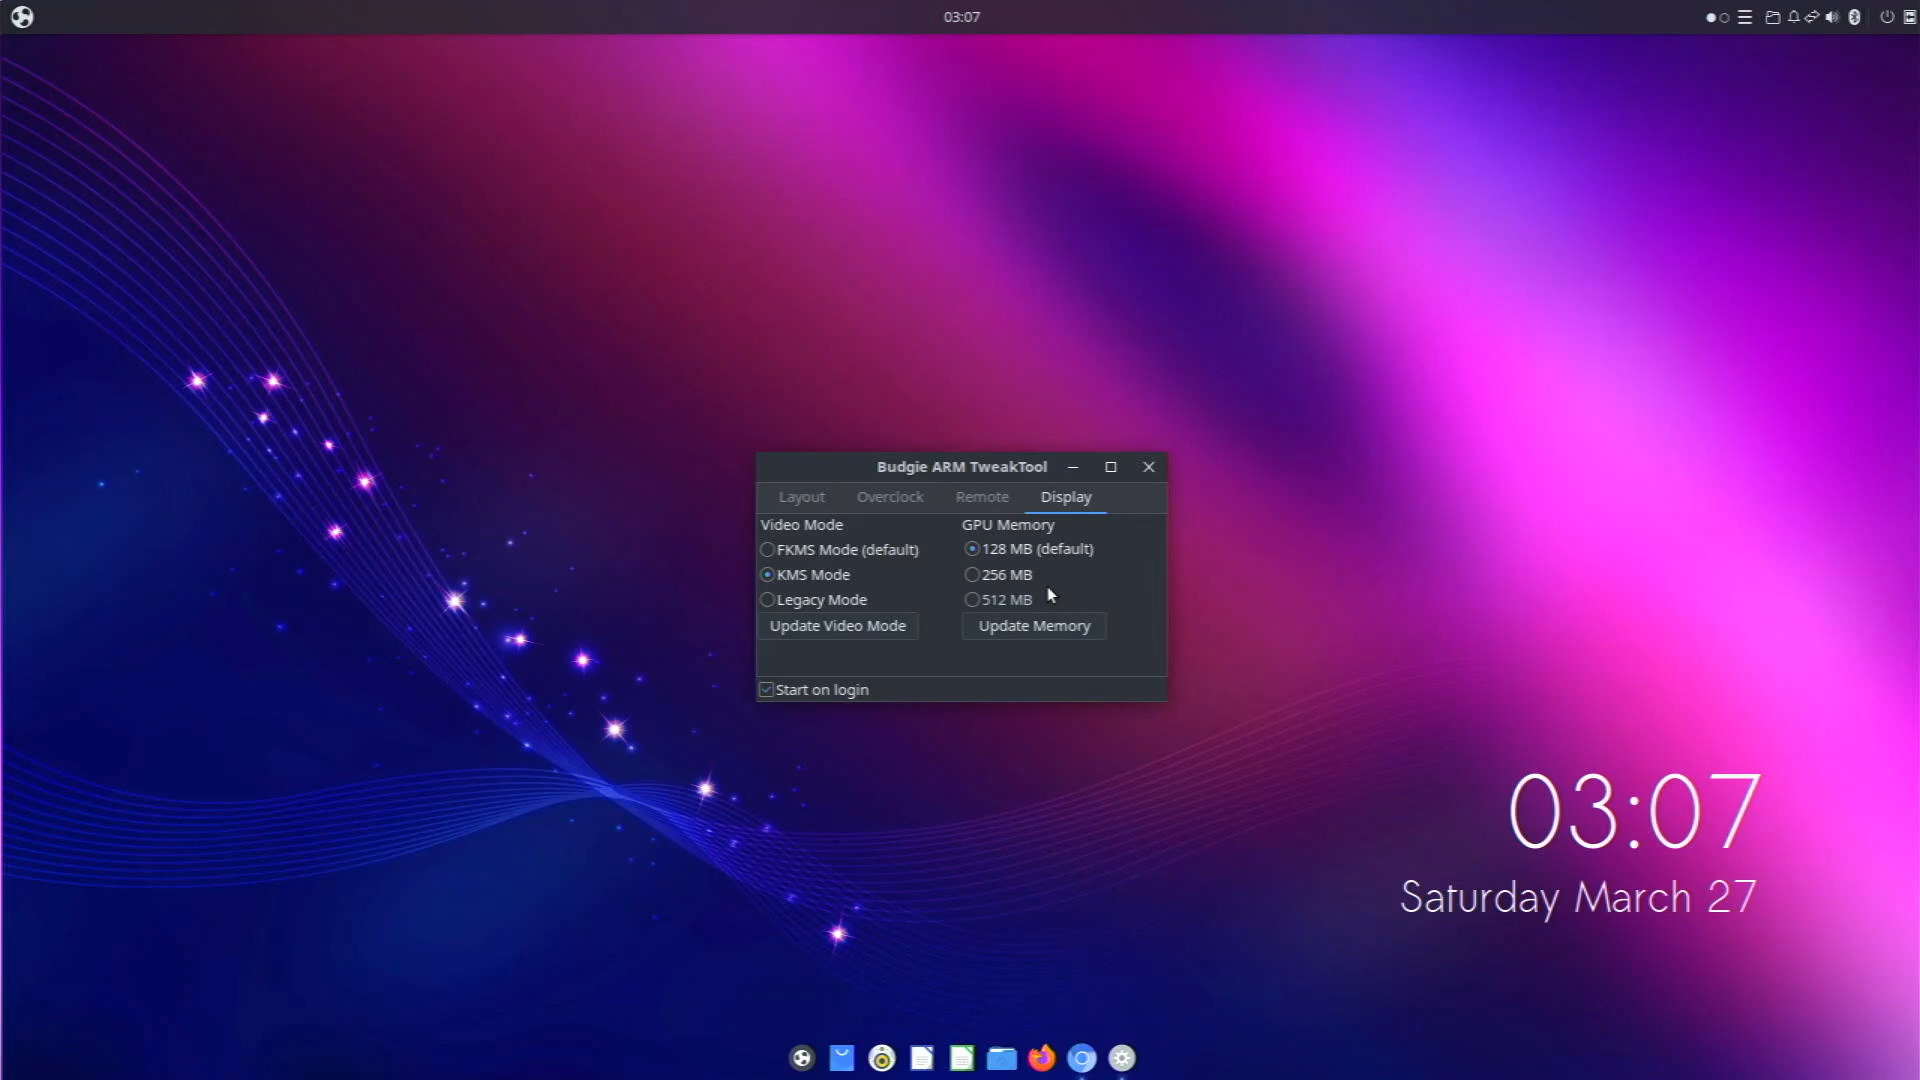 03:07
Budgie ARM TweakTool
Layout Overclock Remote Display
Video Mode GPU Memory
FKMS Mode (default) 128 MB (default)
KMS Mode 256 MB
Legacy Mode 512 MB
Update Video Mode Update Memory
Start on login
03:07
Saturday March 27